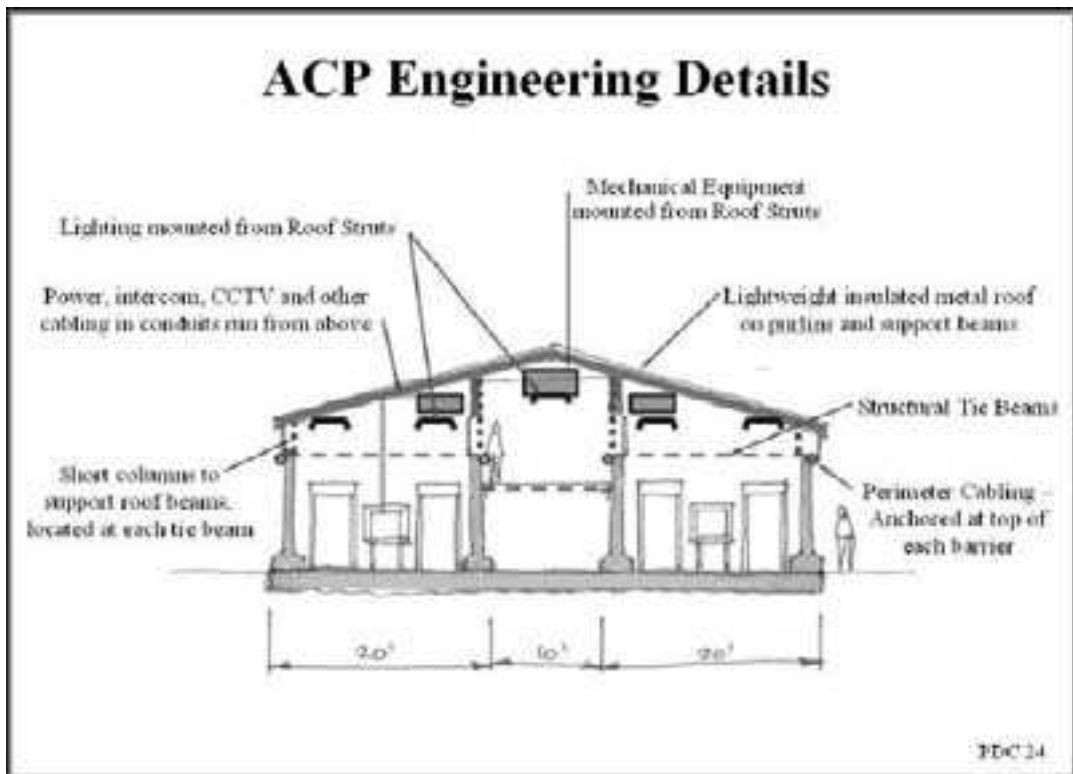 ACP Engineering Details
Mechanical Equipment
mounted from Roof Struts
Lighting mounted from Roof Struts
Power, intercom, CCTV and other
cabling in conduits run from above
Lightweight insulated metal roof
on purlins and support beams
Structural Tie Beams
Short columns to
support roof beams,
located at each tie beam
Perimeter Cabling –
Anchored at top of
each barrier
20' 10' 20'
PDC 24